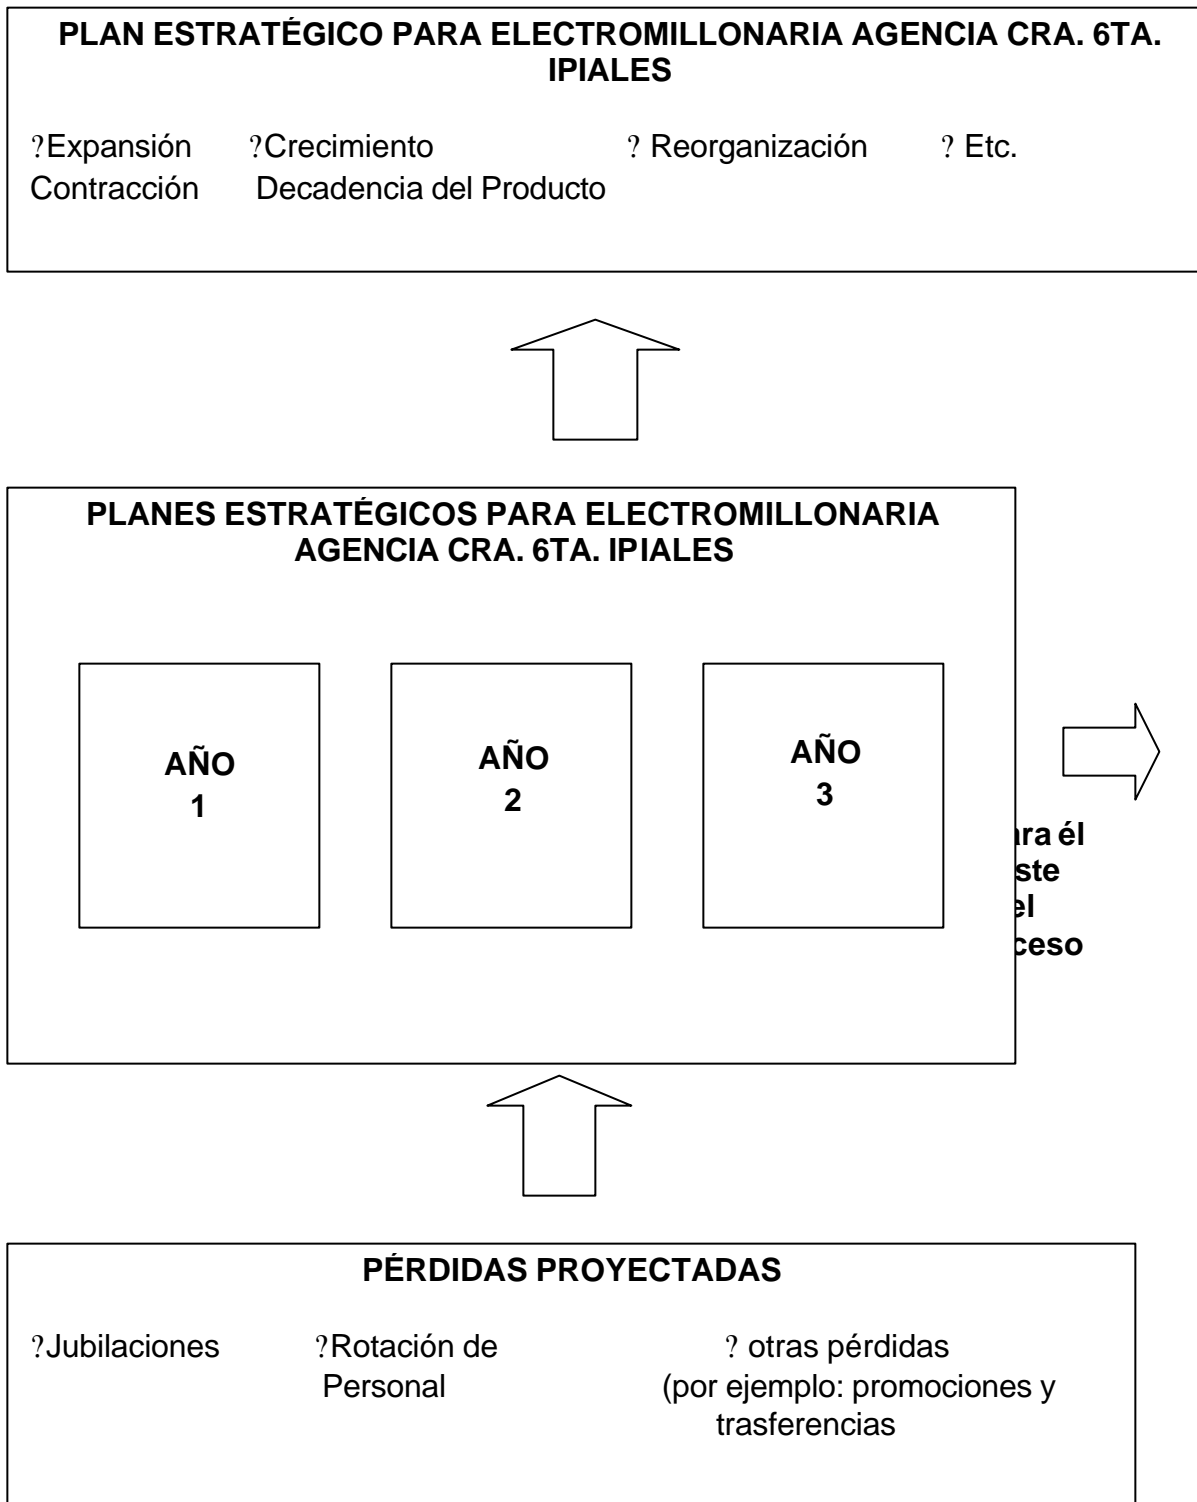 PLAN ESTRATÉGICO PARA ELECTROMILLONARIA AGENCIA CRA. 6TA.
IPIALES
?Expansión ?Crecimiento ? Reorganización ? Etc.
Contracción Decadencia del Producto
PLANES ESTRATÉGICOS PARA ELECTROMILLONARIA
AGENCIA CRA. 6TA. IPIALES
AÑO
1
AÑO
2
AÑO
3
él
PÉRDIDAS PROYECTADAS
?Jubilaciones ?Rotación de ? otras pérdidas
Personal (por ejemplo: promociones y
trasferencias